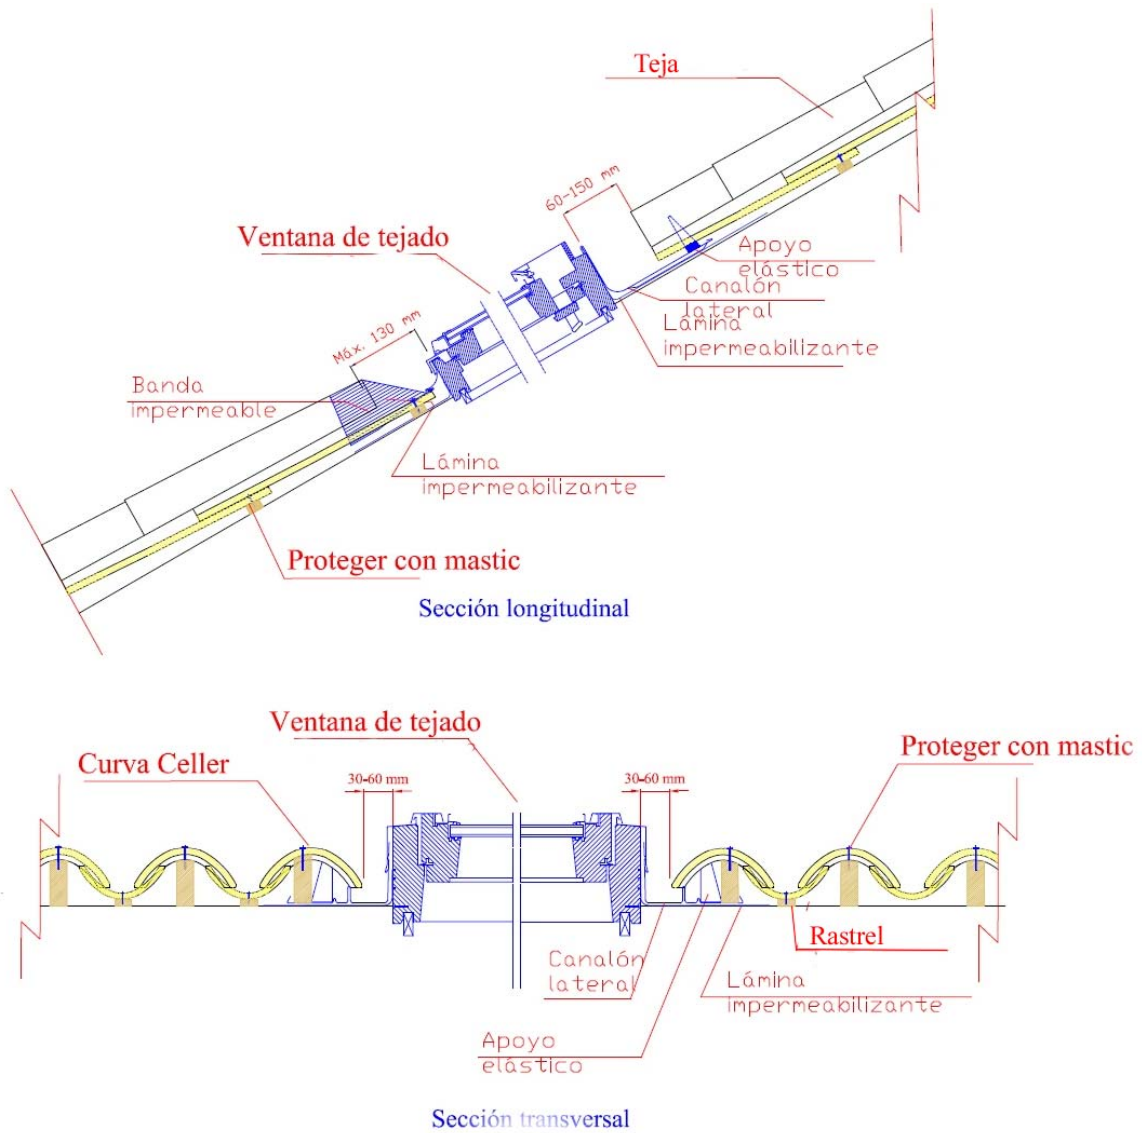 Teja
60-150 mm
Ventana de tejado
Apoyo
elástico
Canalón
lateral
Lámina
impermeabilizante
Máx. 130 mm
Banda
impermeable
Lámina
impermeabilizante
Proteger con mastic
Sección longitudinal
Ventana de tejado
Proteger con mastic
Curva Celler
30-60 mm
30-60 mm
Rastrel
Canalón
lateral
Lámina
impermeabilizante
Apoyo
elástico
Sección transversal